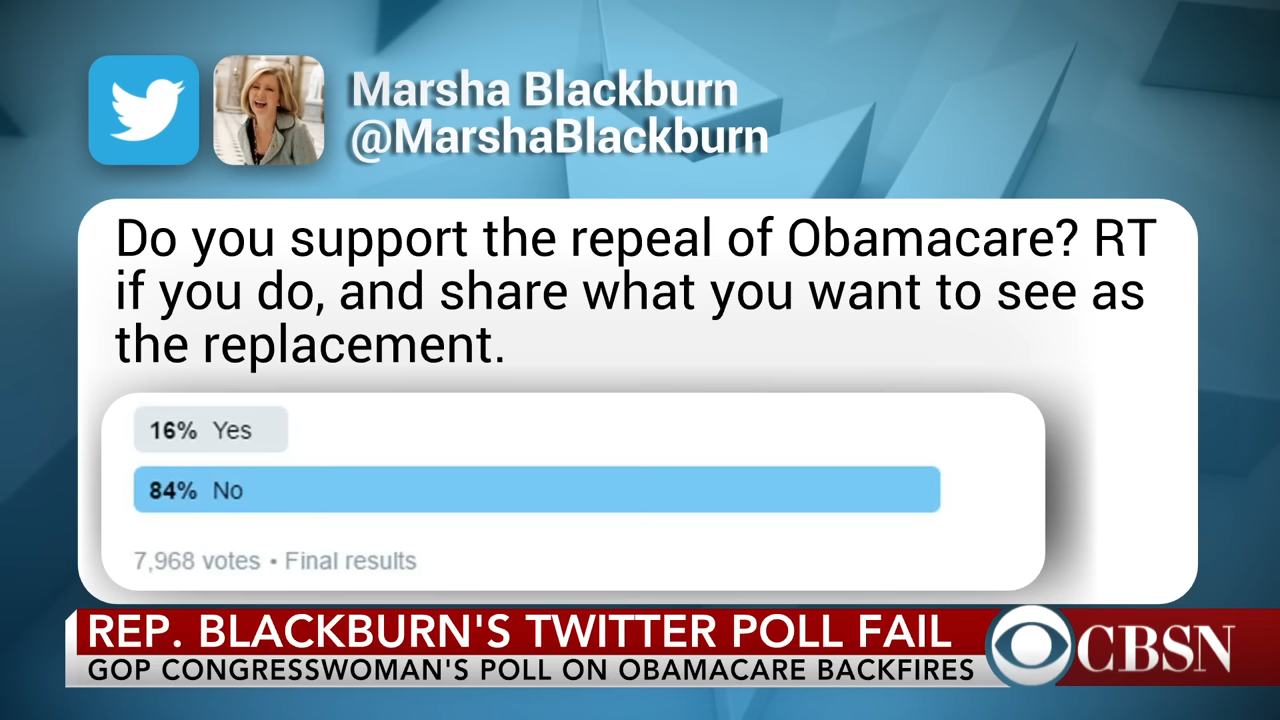 Marsha Blackburn
@MarshaBlackburn
Do you support the repeal of Obamacare? RT
if you do, and share what you want to see as
the replacement.
16% Yes
84% No
7,968 votes • Final results
REP. BLACKBURN'S TWITTER POLL FAIL
GOP CONGRESSWOMAN'S POLL ON OBAMACARE BACKFIRES
CBSN